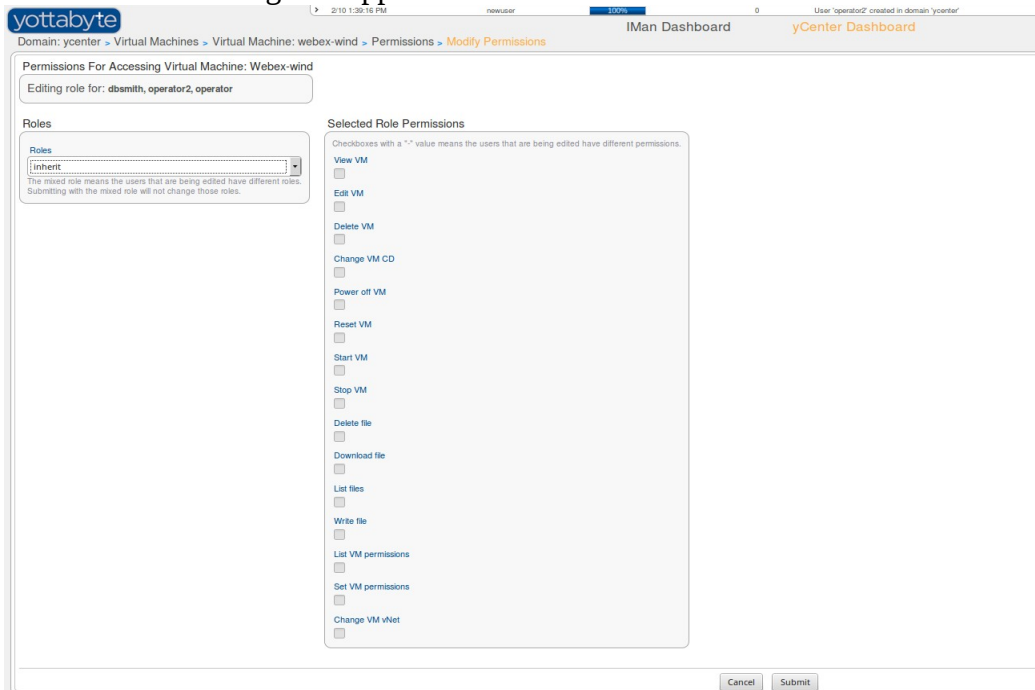 > 2/10 1:39:16 PM newuser 100% 0 User 'operator2' created in domain 'ycenter'
yottabyte
IMan Dashboard yCenter Dashboard
Domain: ycenter > Virtual Machines > Virtual Machine: webex-wind > Permissions > Modify Permissions
Permissions For Accessing Virtual Machine: Webex-wind
Editing role for: dbsmith, operator2, operator
Roles
Roles
inherit
The mixed role means the users that are being edited have different roles.
Submitting with the mixed role will not change those roles.
Selected Role Permissions
Checkboxes with a "-" value means the users that are being edited have different permissions.
View VM
Edit VM
Delete VM
Change VM CD
Power off VM
Reset VM
Start VM
Stop VM
Delete file
Download file
List files
Write file
List VM permissions
Set VM permissions
Change VM vNet
Cancel Submit